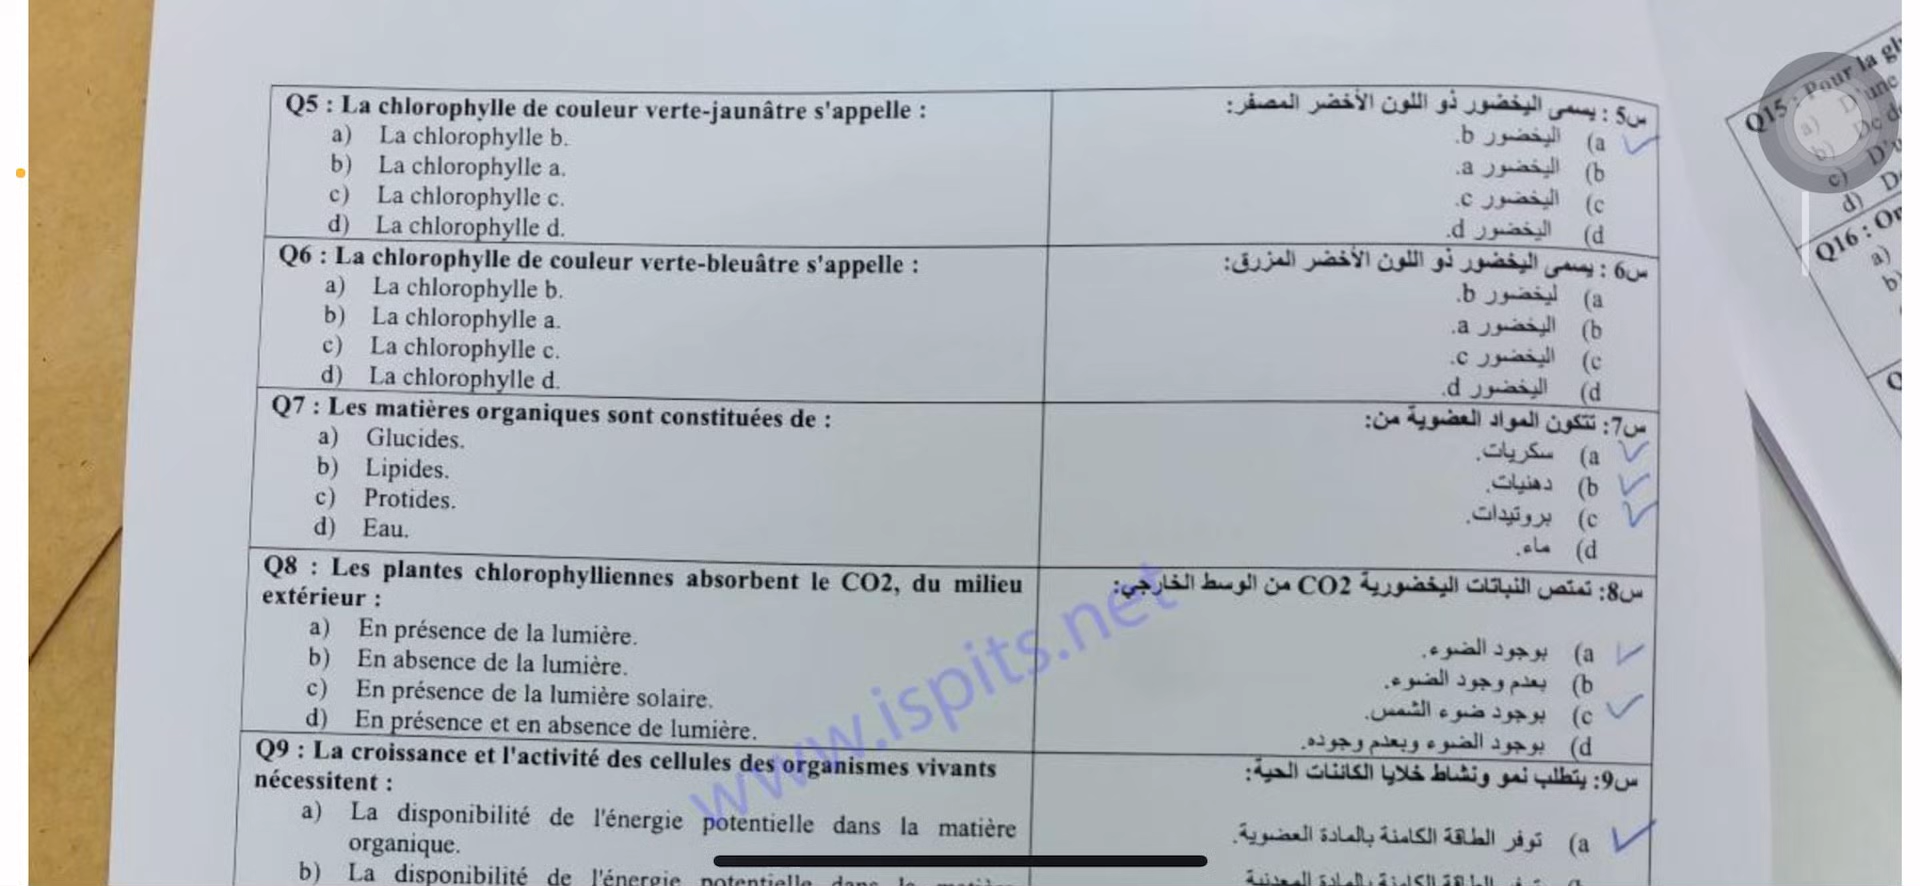 Q5 : La chlorophylle de couleur verte-jaunâtre s'appelle :
a) La chlorophylle b.
b) La chlorophylle a.
c) La chlorophylle c.
d) La chlorophylle d.
س5 : يسمى اليخضور ذو اللون الأخضر المصفر:
a) اليخضور b.
b) اليخضور a.
c) اليخضور c.
d) اليخضور d.
Q6 : La chlorophylle de couleur verte-bleuâtre s'appelle :
a) La chlorophylle b.
b) La chlorophylle a.
c) La chlorophylle c.
d) La chlorophylle d.
س6 : يسمى اليخضور ذو اللون الأخضر المزرق:
a) ليخضور b.
b) اليخضور a.
c) اليخضور c.
d) اليخضور d.
Q7 : Les matières organiques sont constituées de :
a) Glucides.
b) Lipides.
c) Protides.
d) Eau.
س7: تتكون المواد العضوية من:
a) سكريات.
b) دهنيات.
c) بروتيدات.
d) ماء.
Q8 : Les plantes chlorophylliennes absorbent le CO2, du milieu
extérieur :
a) En présence de la lumière.
b) En absence de la lumière.
c) En présence de la lumière solaire.
d) En présence et en absence de lumière.
س8: تمتص النباتات اليخضورية CO2 من الوسط الخارجي:
a) بوجود الضوء.
b) بعدم وجود الضوء.
c) بوجود ضوء الشمس.
d) بوجود الضوء وبعدم وجوده.
Q9 : La croissance et l'activité des cellules des organismes vivants
nécessitent :
a) La disponibilité de l'énergie potentielle dans la matière
organique.
b) La disponibilité de l'énergie potentielle dans la
س9: يتطلب نمو ونشاط خلايا الكائنات الحية:
a) توفر الطاقة الكامنة بالمادة العضوية.
www.ispits.net
Q15 : Pour la
a) D'une
b)
c)
d)
Q16 :
a)
b)